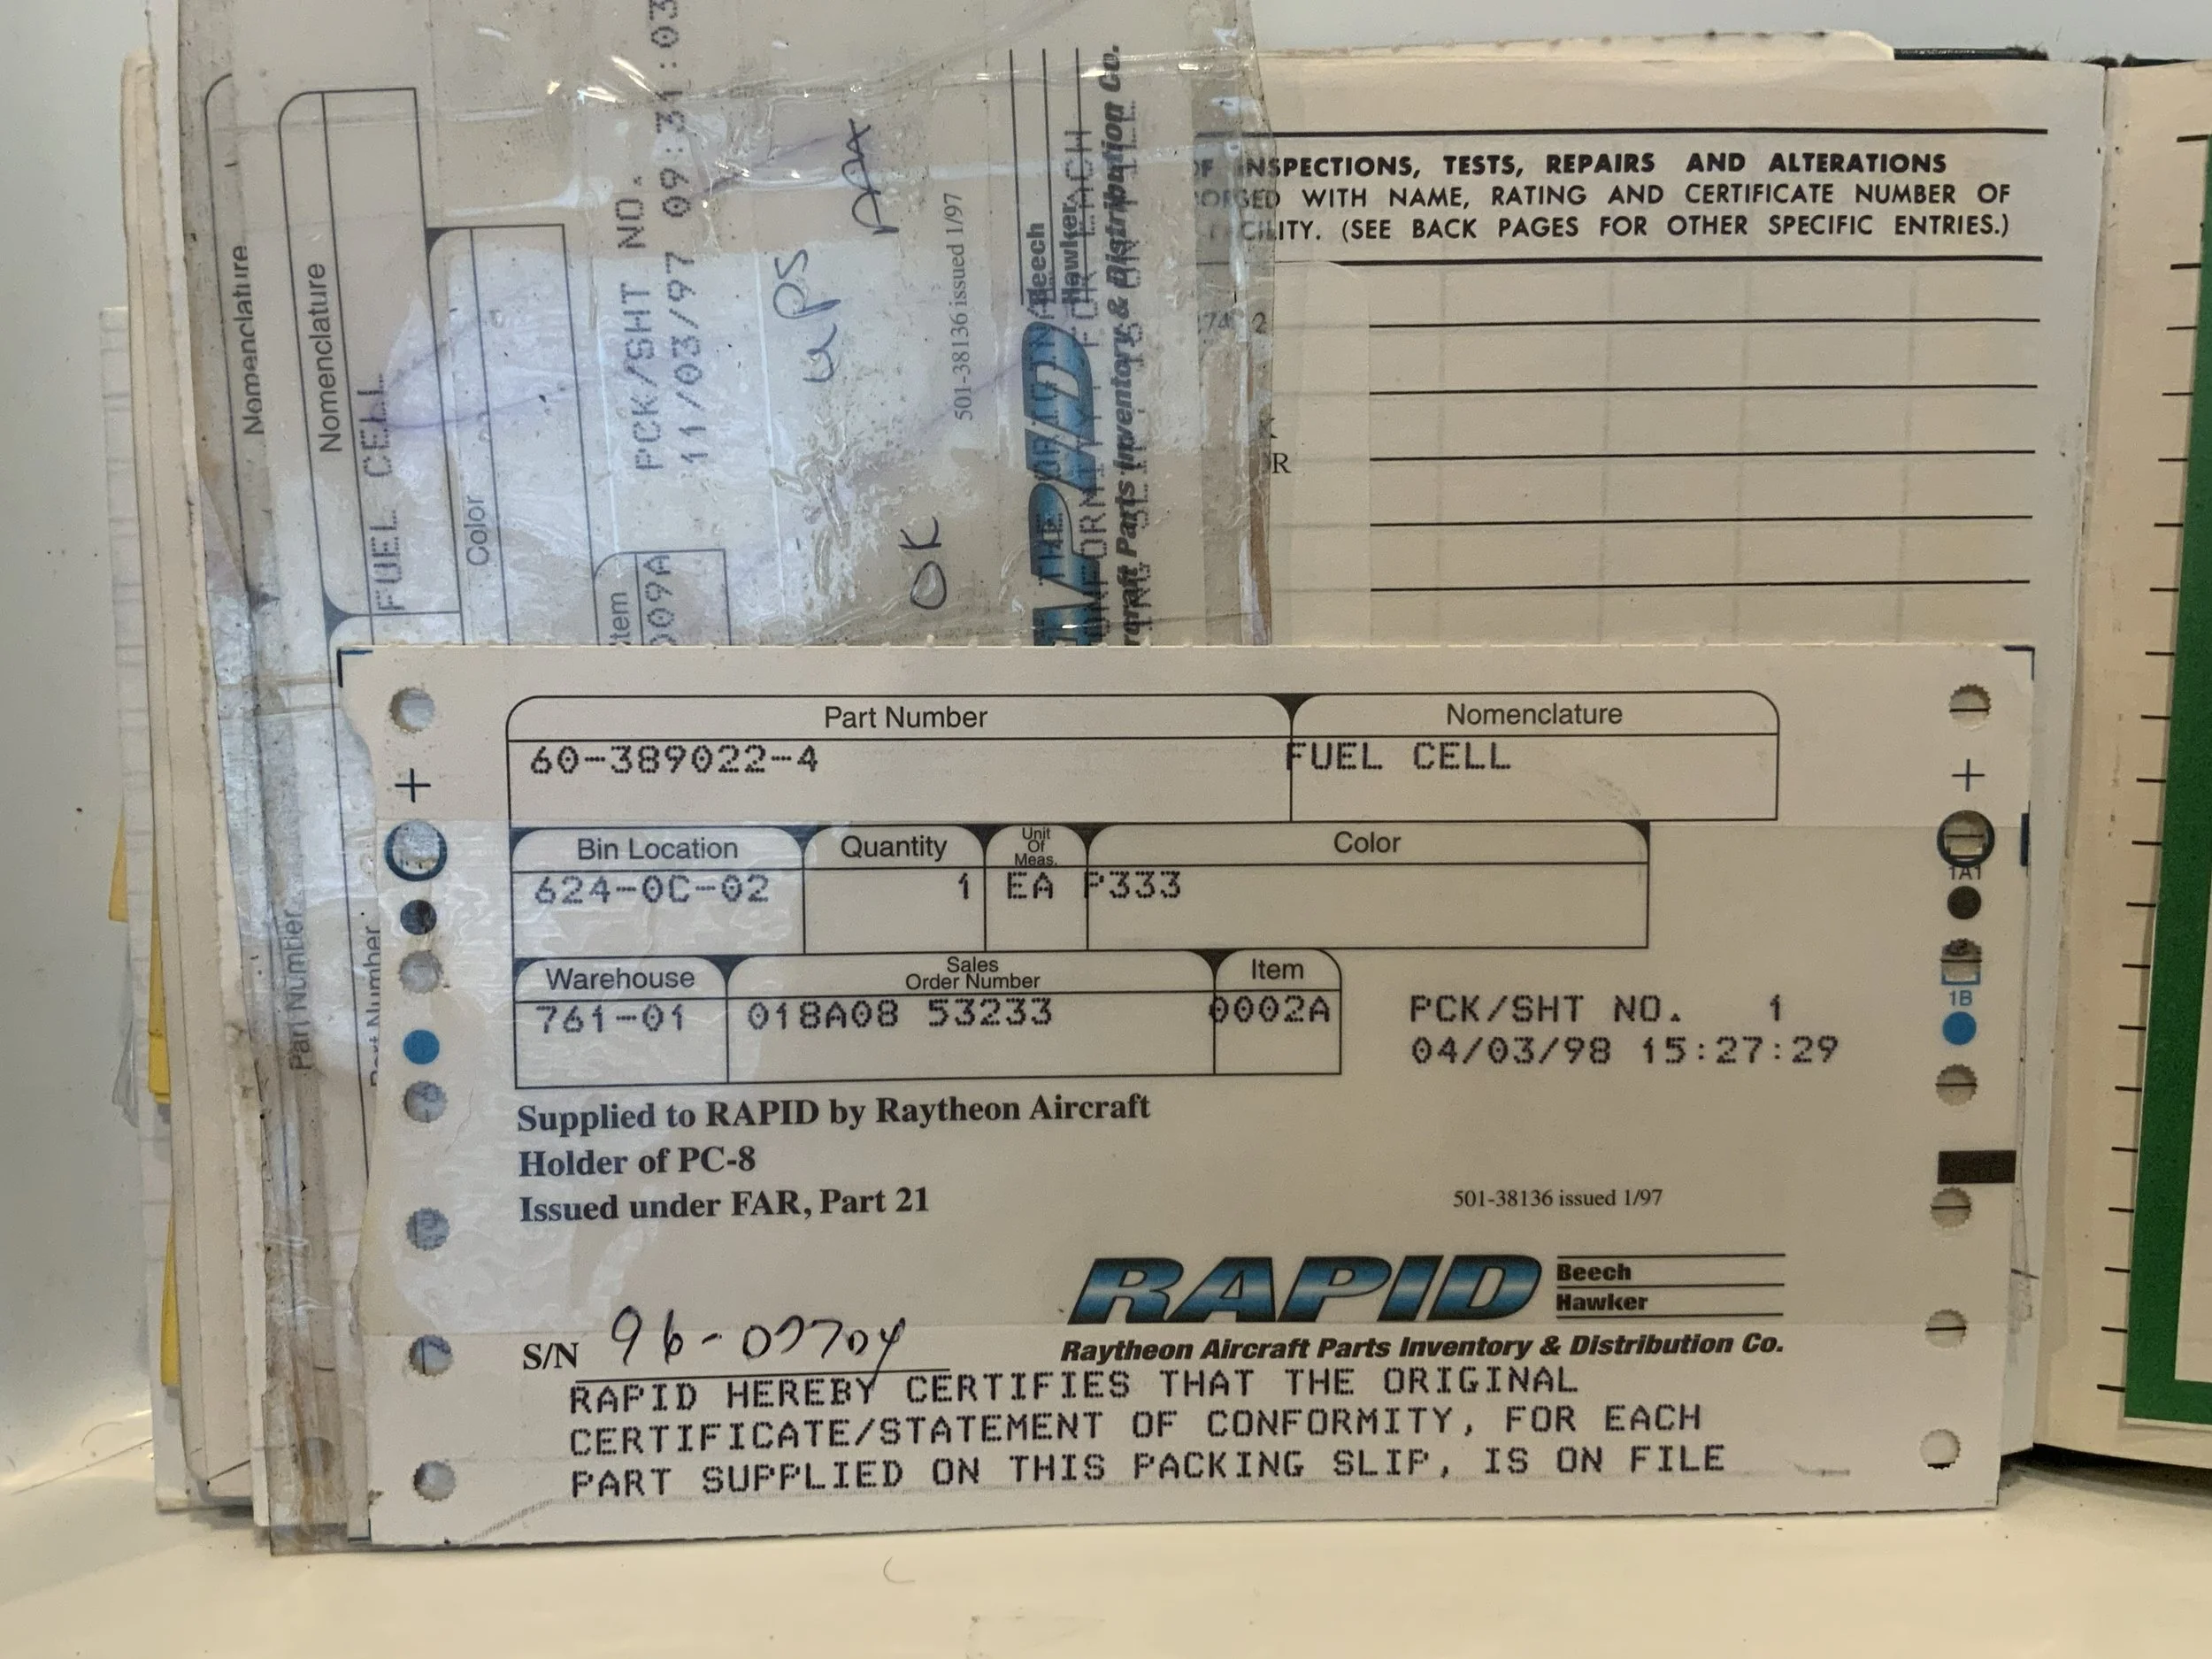 Nomenclature
Nomenclature
FUEL CELL
Color
Item
PCK/SHT NO.
11/03/97 09:31:03
UPS
OK
501-38136 issued 1/97
Beech
Hawker
Parts Inventory & Distribution Co.
Part Number
INSPECTIONS, TESTS, REPAIRS AND ALTERATIONS
WITH NAME, RATING AND CERTIFICATE NUMBER OF
(SEE BACK PAGES FOR OTHER SPECIFIC ENTRIES.)
Part Number Nomenclature
60-389022-4 FUEL CELL
Bin Location Quantity Unit Of Meas. Color
624-0C-02 1 EA P333
Warehouse Sales Order Number Item
761-01 018A08 53233 0002A
PCK/SHT NO. 1
04/03/98 15:27:29
Supplied to RAPID by Raytheon Aircraft
Holder of PC-8
Issued under FAR, Part 21
501-38136 issued 1/97
RAPID Beech
Hawker
Raytheon Aircraft Parts Inventory & Distribution Co.
S/N 96-07704
RAPID HEREBY CERTIFIES THAT THE ORIGINAL
CERTIFICATE/STATEMENT OF CONFORMITY, FOR EACH
PART SUPPLIED ON THIS PACKING SLIP, IS ON FILE
1A1
1B